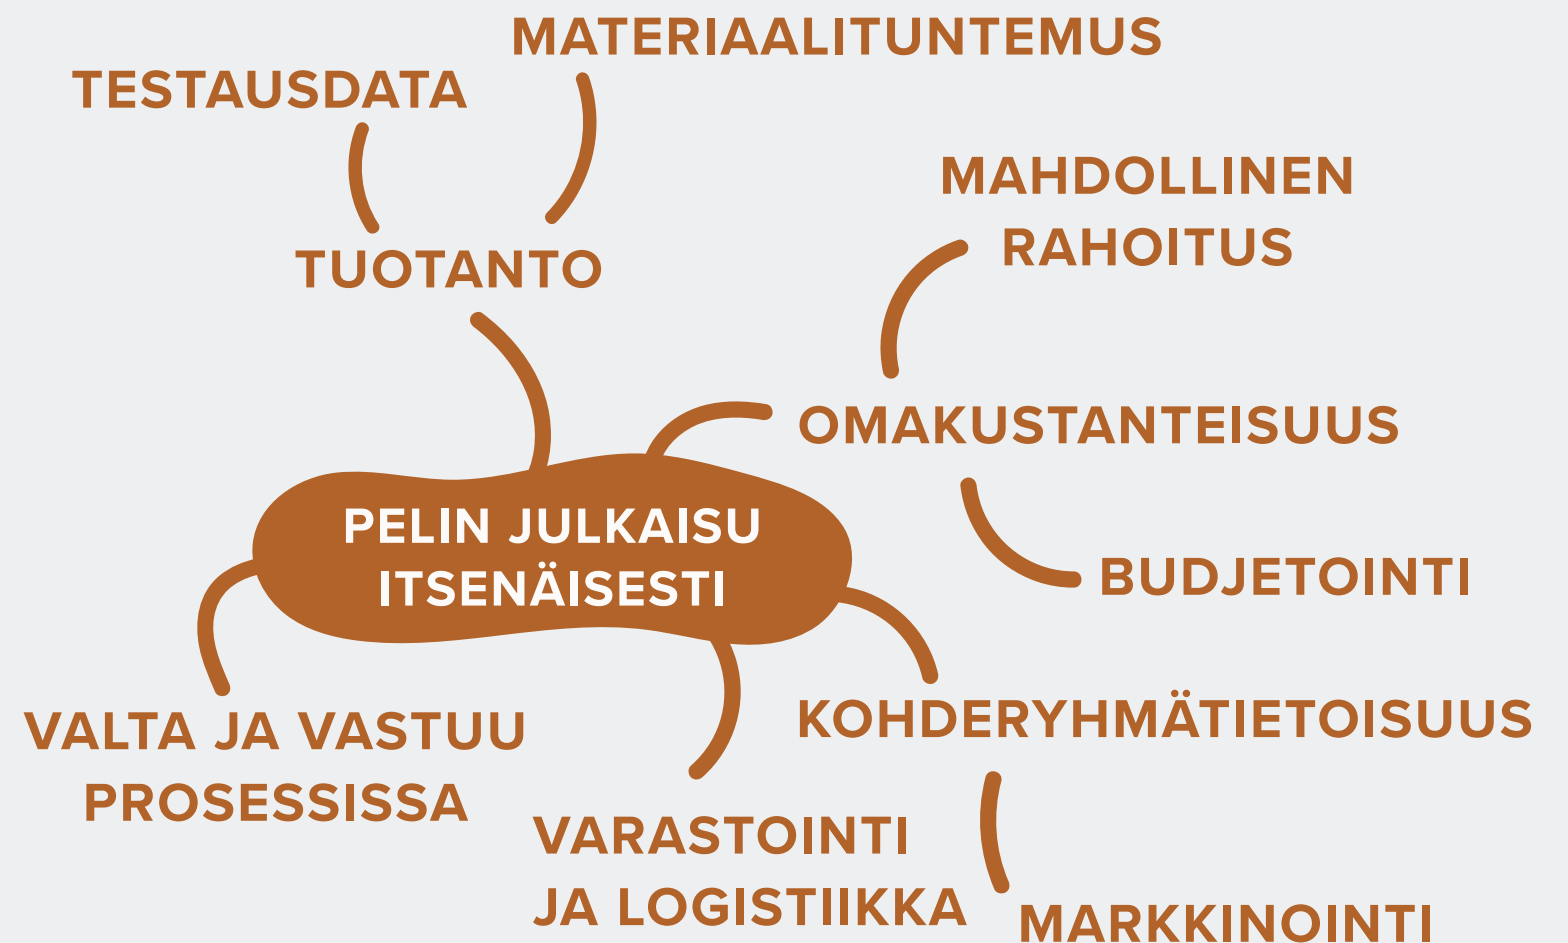 MATERIAALITUNTEMUS
TESTAUSDATA
TUOTANTO
MAHDOLLINEN
RAHOITUS
OMAKUSTANTEISUUS
BUDJETOINTI
PELIN JULKAISU
ITSENÄISESTI
KOHDERYHMÄTIETOISUUS
MARKKINOINTI
VARASTOINTI
JA LOGISTIIKKA
VALTA JA VASTUU
PROSESSISSA